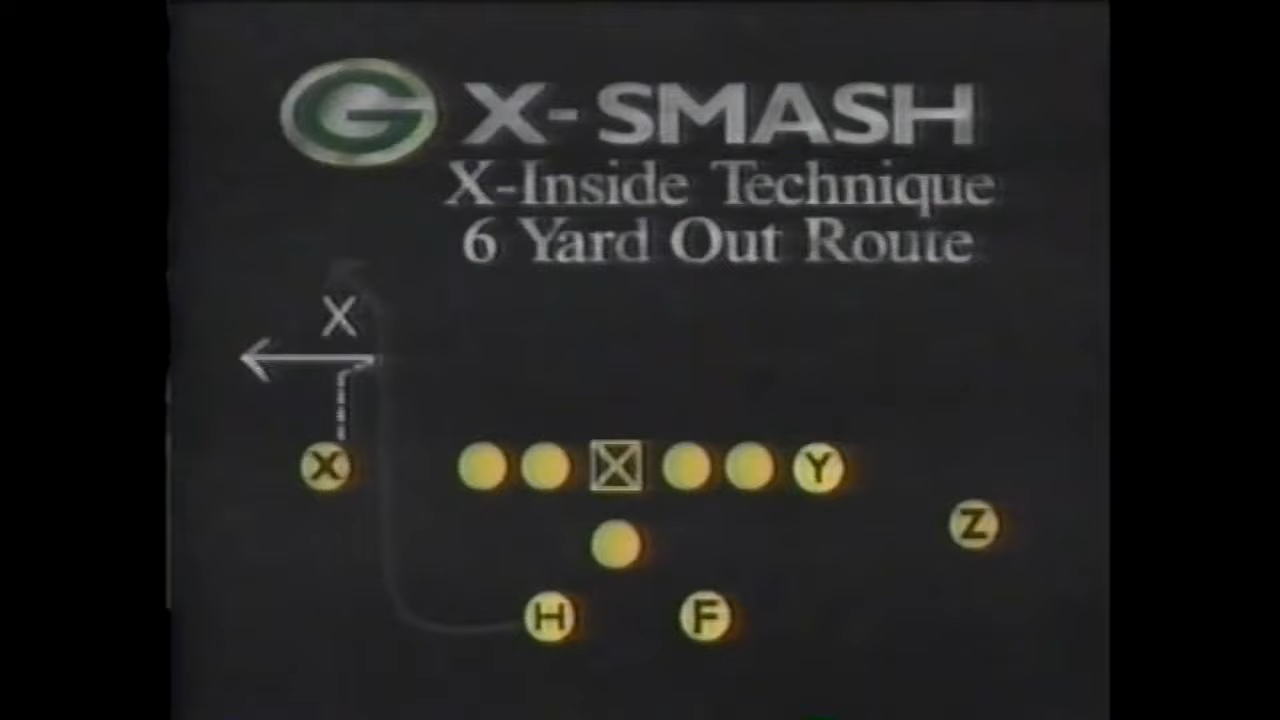 G X-SMASH
X-Inside Technique
6 Yard Out Route
X
X X Y
Z
H F